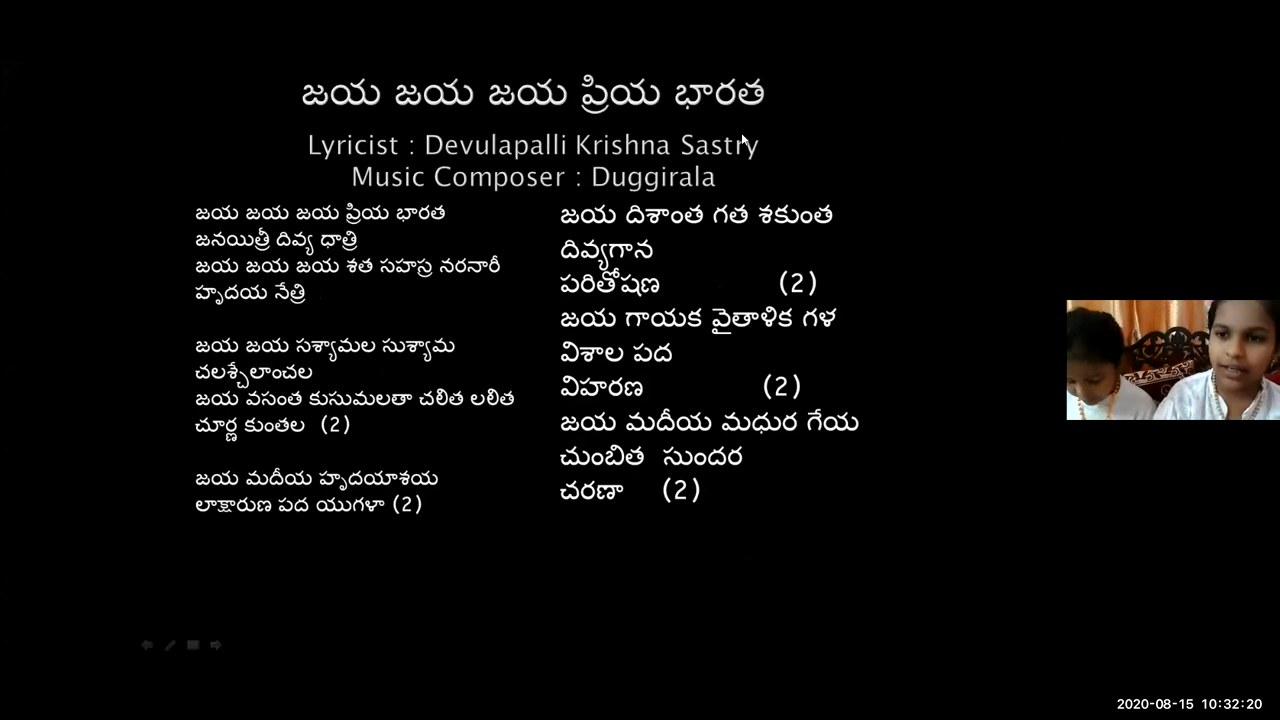 జయ జయ జయ ప్రియ భారత
Lyricist : Devulapalli Krishna Sastry
Music Composer : Duggirala
జయ జయ జయ ప్రియ భారత
జనయిత్రీ దివ్య ధాత్రి
జయ జయ జయ శత సహస్ర నరనారీ
హృదయ నేత్రి
జయ జయ సశ్యామల సుశ్యామ
చలశ్చేలాంచల
జయ వసంత కుసుమలతా చలిత లలిత
చూర్ణ కుంతల (2)
జయ మదీయ హృదయాశయ
లాక్షారుణ పద యుగళా (2)
జయ దిశాంత గత శకుంత
దివ్యగాన
పరితోషణ (2)
జయ గాయక వైతాళిక గళ
విశాల పద
విహరణ (2)
జయ మదీయ మధుర గేయ
చుంబిత సుందర
చరణా (2)
2020-08-15 10:32:20